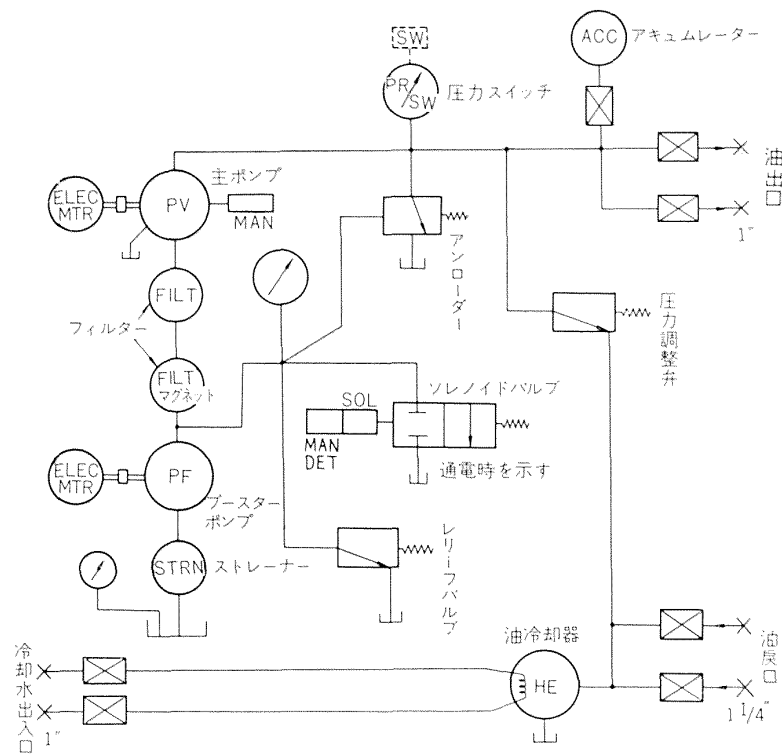 SW
ACC
アキュムレーター
PR
SW
圧力スイッチ
主ポンプ
ELEC
MTR
PV
MAN
油出口
1"
アンローダー
FILT
フィルター
FILT
マグネット
圧力調整弁
ソレノイドバルブ
SOL
MAN
DET
通電時を示す
ELEC
MTR
PF
ブースター
ポンプ
STRN
ストレーナー
レリーフバルブ
油冷却器
HE
油戻口
1 1/4"
冷却水出入口
1"